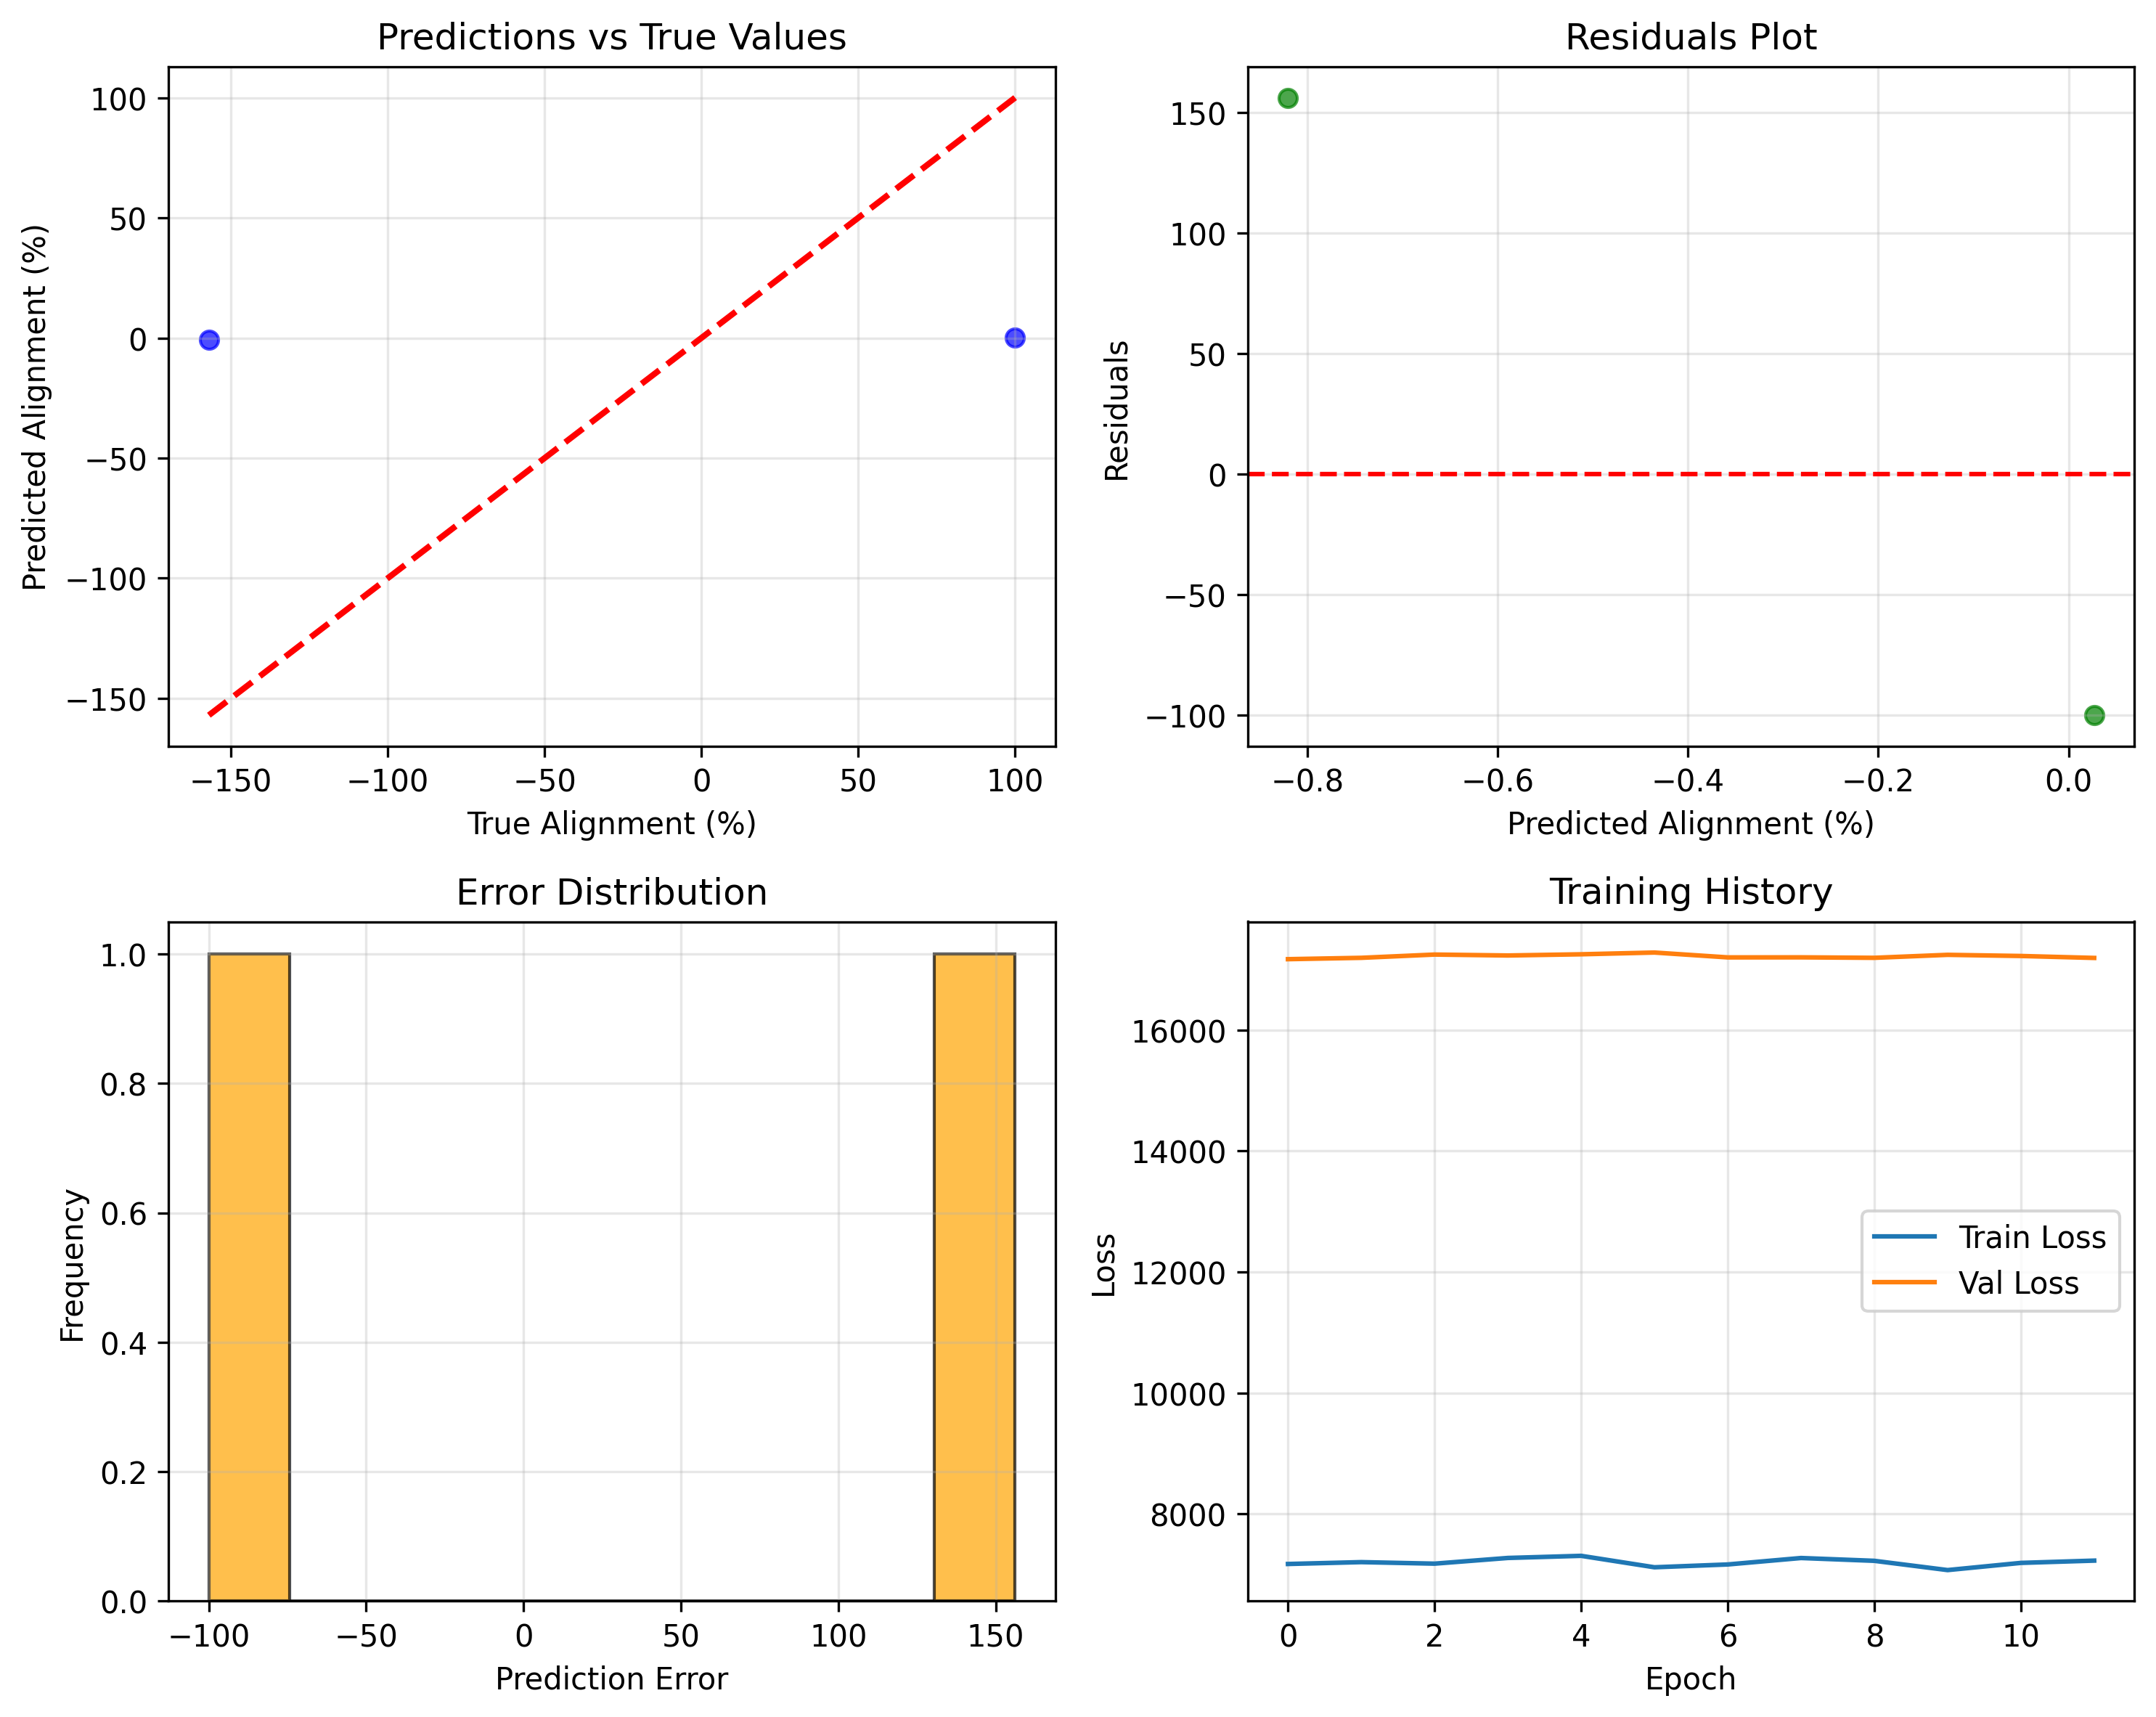 Predictions vs True Values
100
50
0
−50
−100
−150
Predicted Alignment (%)
−150 −100 −50 0 50 100
True Alignment (%)
Residuals Plot
150
100
50
0
−50
−100
Residuals
−0.8 −0.6 −0.4 −0.2 0.0
Predicted Alignment (%)
Error Distribution
1.0
0.8
0.6
0.4
0.2
0.0
Frequency
−100 −50 0 50 100 150
Prediction Error
Training History
16000
14000
12000
10000
8000
Loss
Train Loss
Val Loss
0 2 4 6 8 10
Epoch